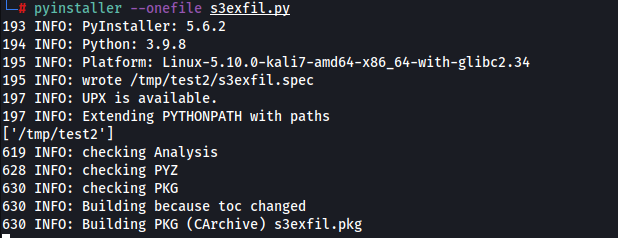 └─# pyinstaller --onefile s3exfil.py
193 INFO: PyInstaller: 5.6.2
194 INFO: Python: 3.9.8
195 INFO: Platform: Linux-5.10.0-kali7-amd64-x86_64-with-glibc2.34
195 INFO: wrote /tmp/test2/s3exfil.spec
197 INFO: UPX is available.
197 INFO: Extending PYTHONPATH with paths
['/tmp/test2']
619 INFO: checking Analysis
628 INFO: checking PYZ
630 INFO: checking PKG
630 INFO: Building because toc changed
630 INFO: Building PKG (CArchive) s3exfil.pkg